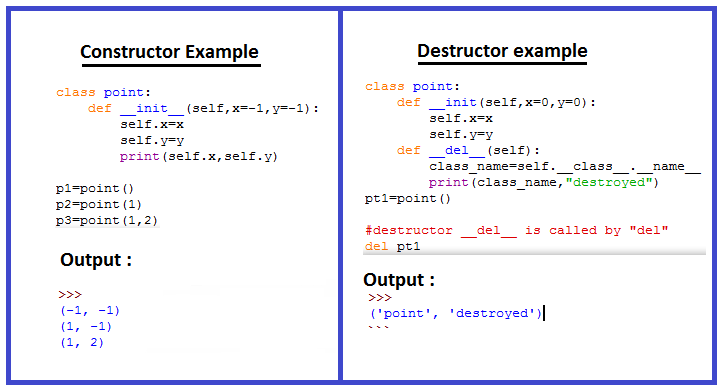 Constructor Example
class point:
    def __init__(self,x=-1,y=-1):
        self.x=x
        self.y=y
        print(self.x,self.y)
p1=point()
p2=point(1)
p3=point(1,2)
Output :
>>>
(-1, -1)
(1, -1)
(1, 2)
Destructor example
class point:
    def __init(self,x=0,y=0):
        self.x=x
        self.y=y
    def __del__(self):
        class_name=self.__class__.__name__
        print(class_name,"destroyed")
pt1=point()
#destructor __del__ is called by "del"
del pt1
Output :
>>>
('point', 'destroyed')